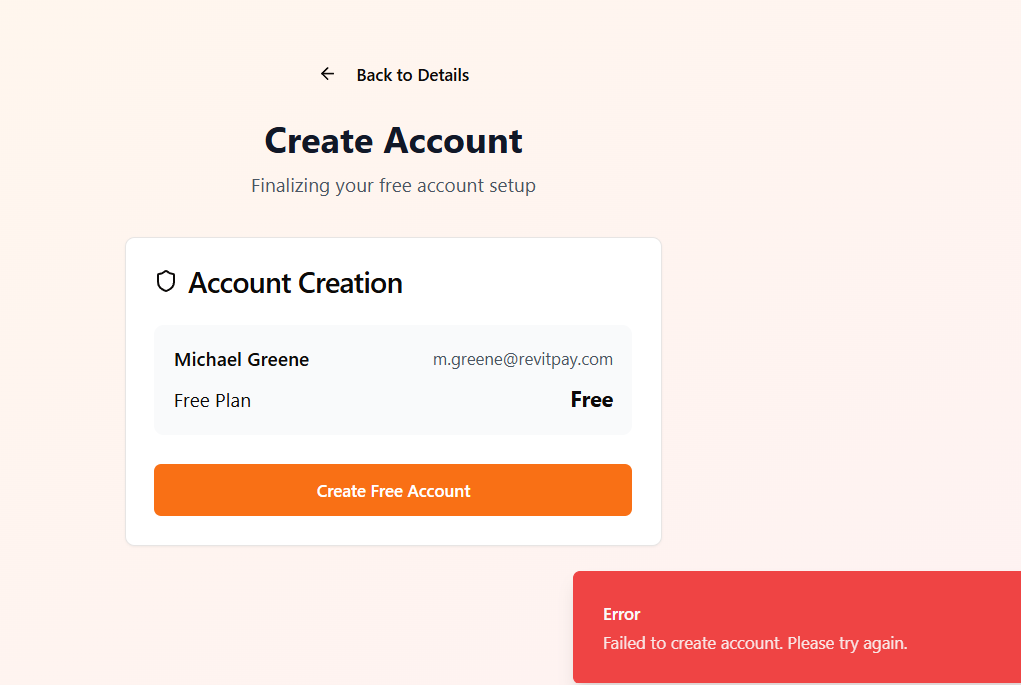 Back to Details
Create Account
Finalizing your free account setup
Account Creation
Michael Greene m.greene@revitpay.com
Free Plan Free
Create Free Account
Error
Failed to create account. Please try again.